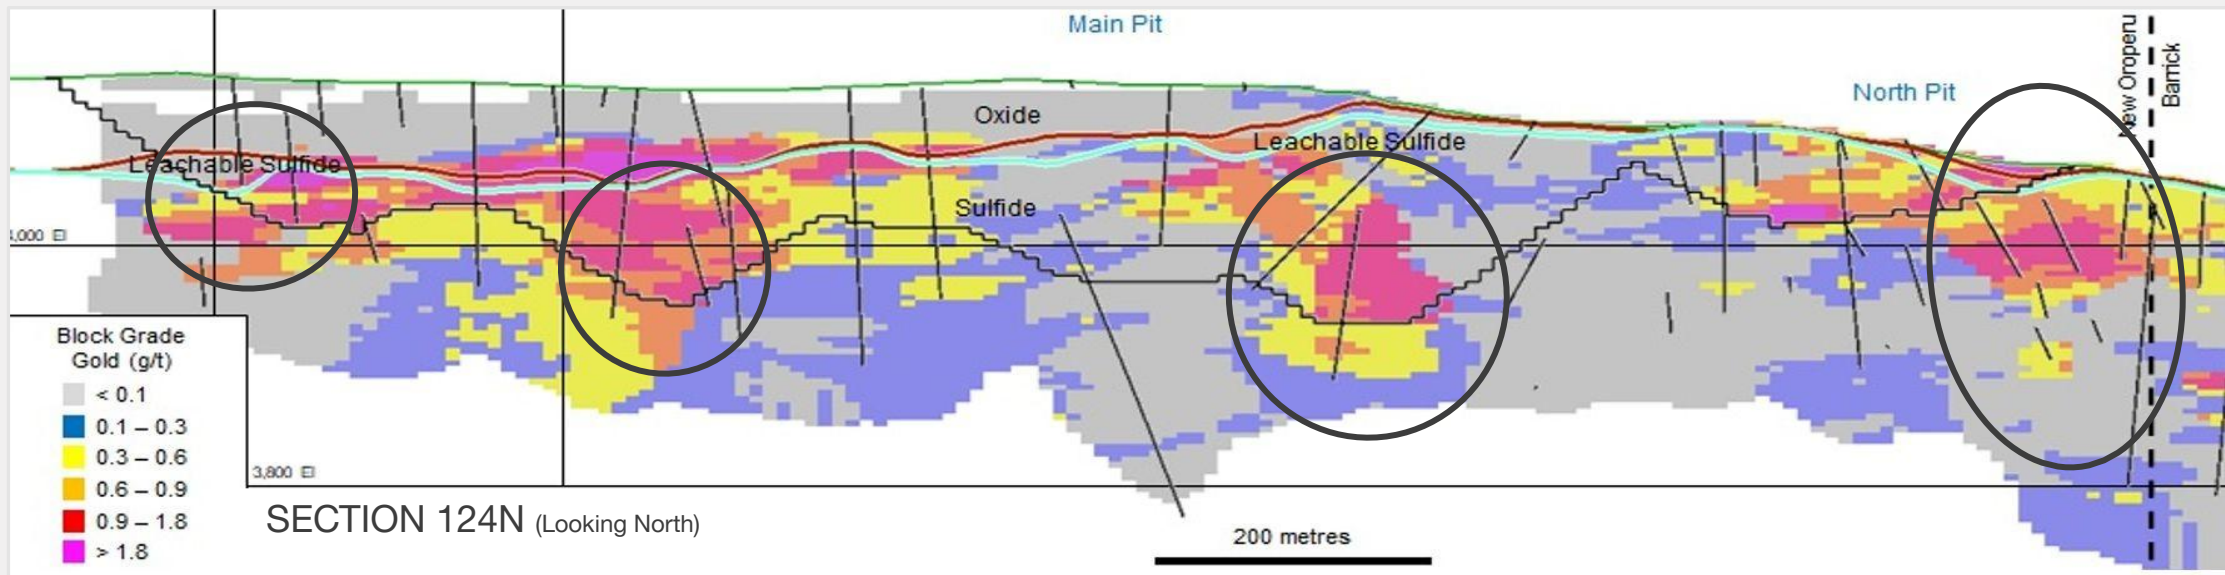 Main Pit
North Pit
New Oroperu
Barrick
Oxide
Leachable Sulfide
Leachable Sulfide
Sulfide
,000 El
Block Grade
Gold (g/t)
< 0.1
0.1 – 0.3
0.3 – 0.6
0.6 – 0.9
0.9 – 1.8
> 1.8
3,800 El
SECTION 124N (Looking North)
200 metres